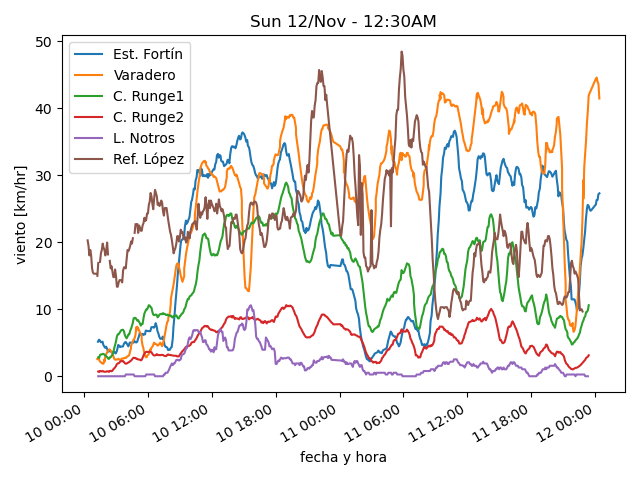 Sun 12/Nov - 12:30AM
50
40
30
20
10
0
viento [km/hr]
Est. Fortín
Varadero
C. Runge1
C. Runge2
L. Notros
Ref. López
10 00:00
10 06:00
10 12:00
10 18:00
11 00:00
11 06:00
11 12:00
11 18:00
12 00:00
fecha y hora